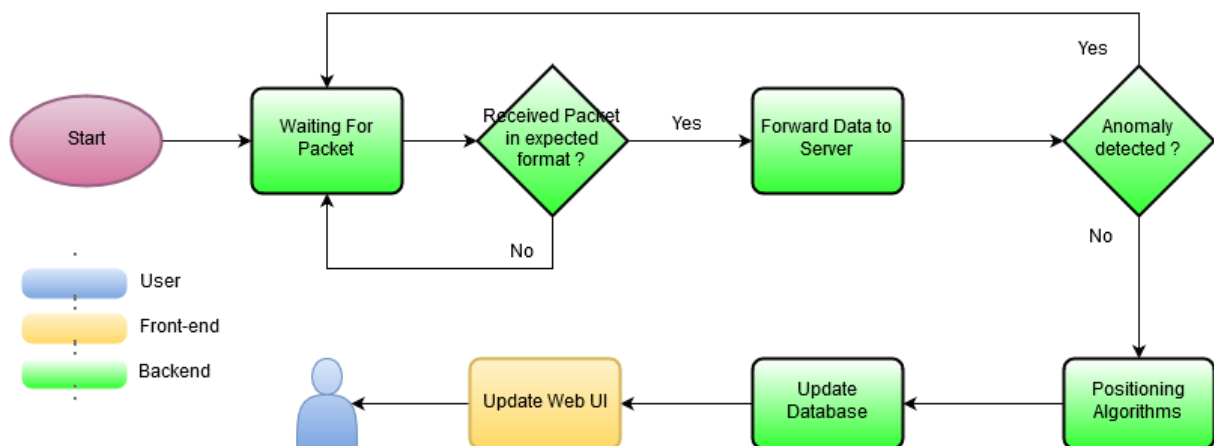 Yes
Start
Waiting For
Packet
Received Packet
in expected
format ?
Yes
Forward Data to
Server
Anomaly
detected ?
No
No
User
Front-end
Backend
Update Web UI
Update
Database
Positioning
Algorithms